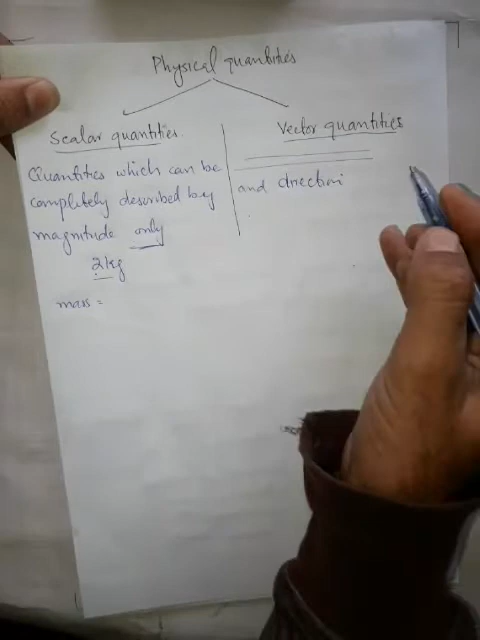 Physical quantities
Scalar quantities.
Quantities which can be
completely described by
magnitude only
2kg
mass =
Vector quantities
and direction